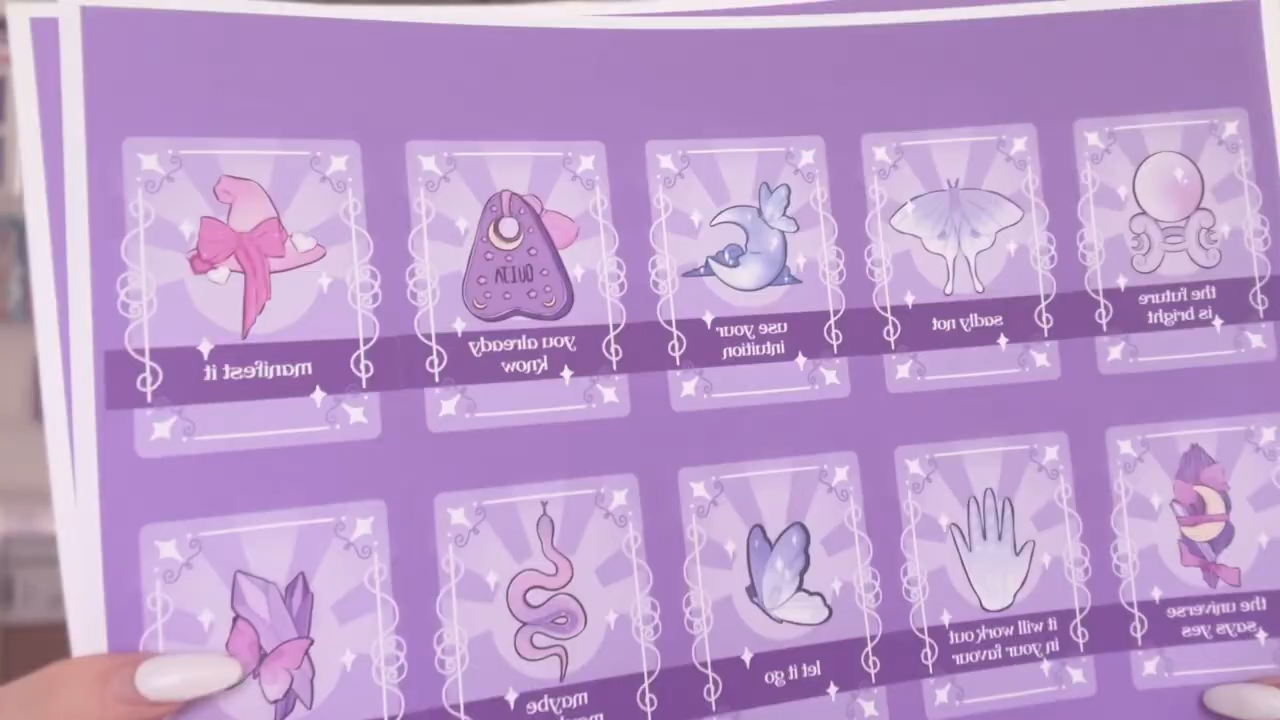 manifest it
OUIJA
you already
know
use your
intuition
sadly not
the future
is bright
maybe
let it go
it will work out
in your favour
the universe
says yes